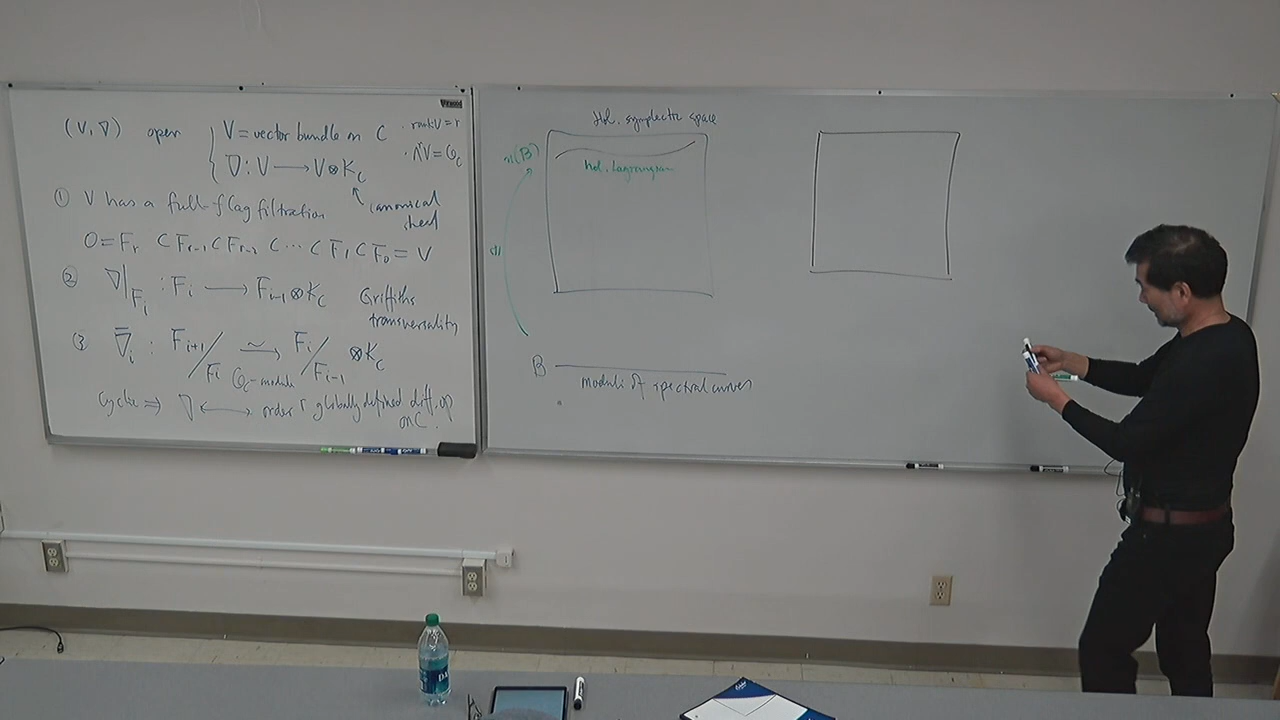 (V, ∇) oper { V = vector bundle on C · rank V = r
∇ : V → V ⊗ K_C · Λ^r V = O_C
↑ canonical sheaf
① V has a full-flag filtration
0 = F_r ⊂ F_{r-1} ⊂ F_{r-2} ⊂ ⋯ ⊂ F_1 ⊂ F_0 = V
② ∇|_{F_i} : F_i → F_{i-1} ⊗ K_C Griffiths
transversality
③ ∇̄_i : F_{i+1}/F_i ≃→ F_i/F_{i-1} ⊗ K_C
O_C-module
cyclic ⇒ ∇ ↔ order r globally defined diff. op
on C.
Hol. symplectic space
(B)
hol. Lagrangian
B
moduli of spectral curves